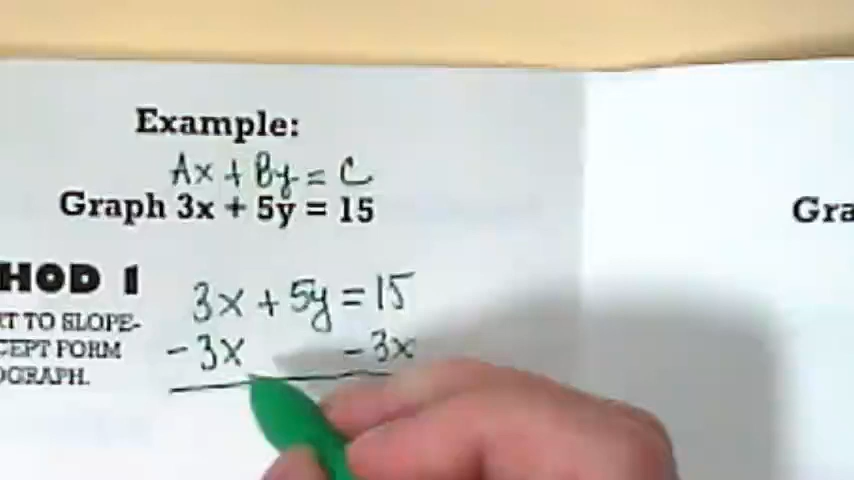 Example:
Ax + By = C
Graph 3x + 5y = 15
HOD 1
RT TO SLOPE-
CEPT FORM
GRAPH.
3x + 5y = 15
- 3x - 3x
Gra